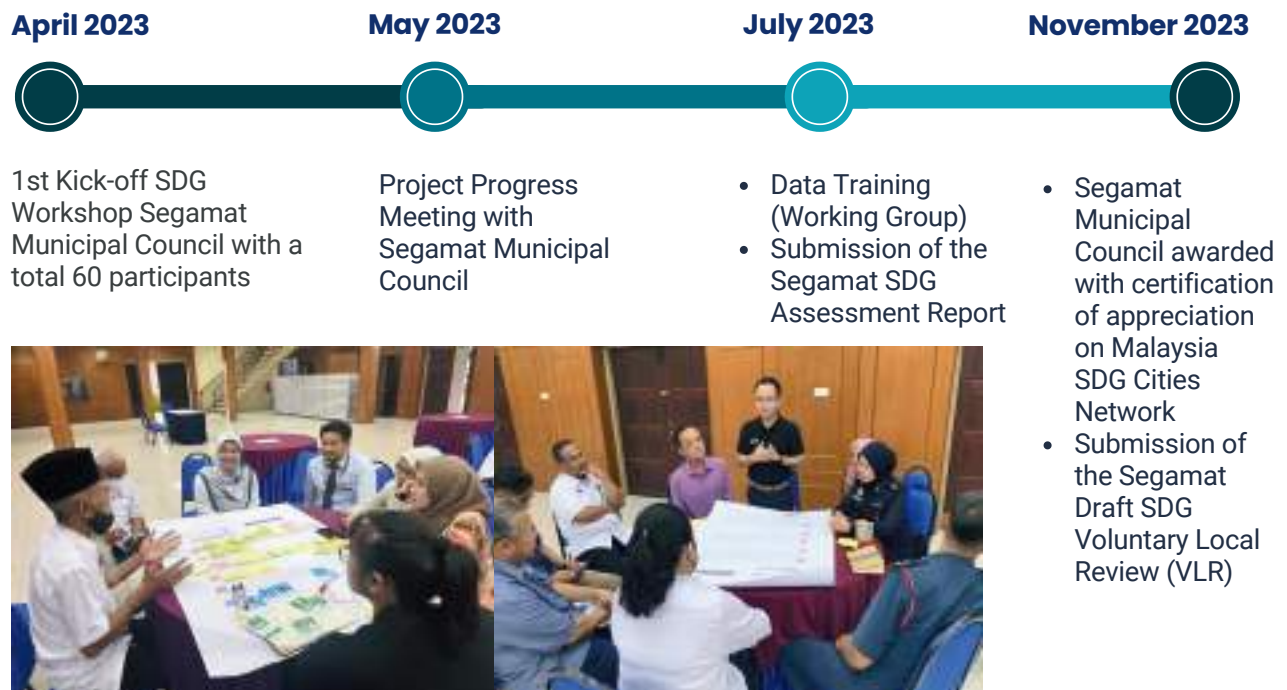 April 2023
May 2023
July 2023
November 2023
1st Kick-off SDG
Workshop Segamat
Municipal Council with a
total 60 participants
Project Progress
Meeting with
Segamat Municipal
Council
• Data Training
(Working Group)
• Submission of the
Segamat SDG
Assessment Report
• Segamat
Municipal
Council awarded
with certification
of appreciation
on Malaysia
SDG Cities
Network
• Submission of
the Segamat
Draft SDG
Voluntary Local
Review (VLR)